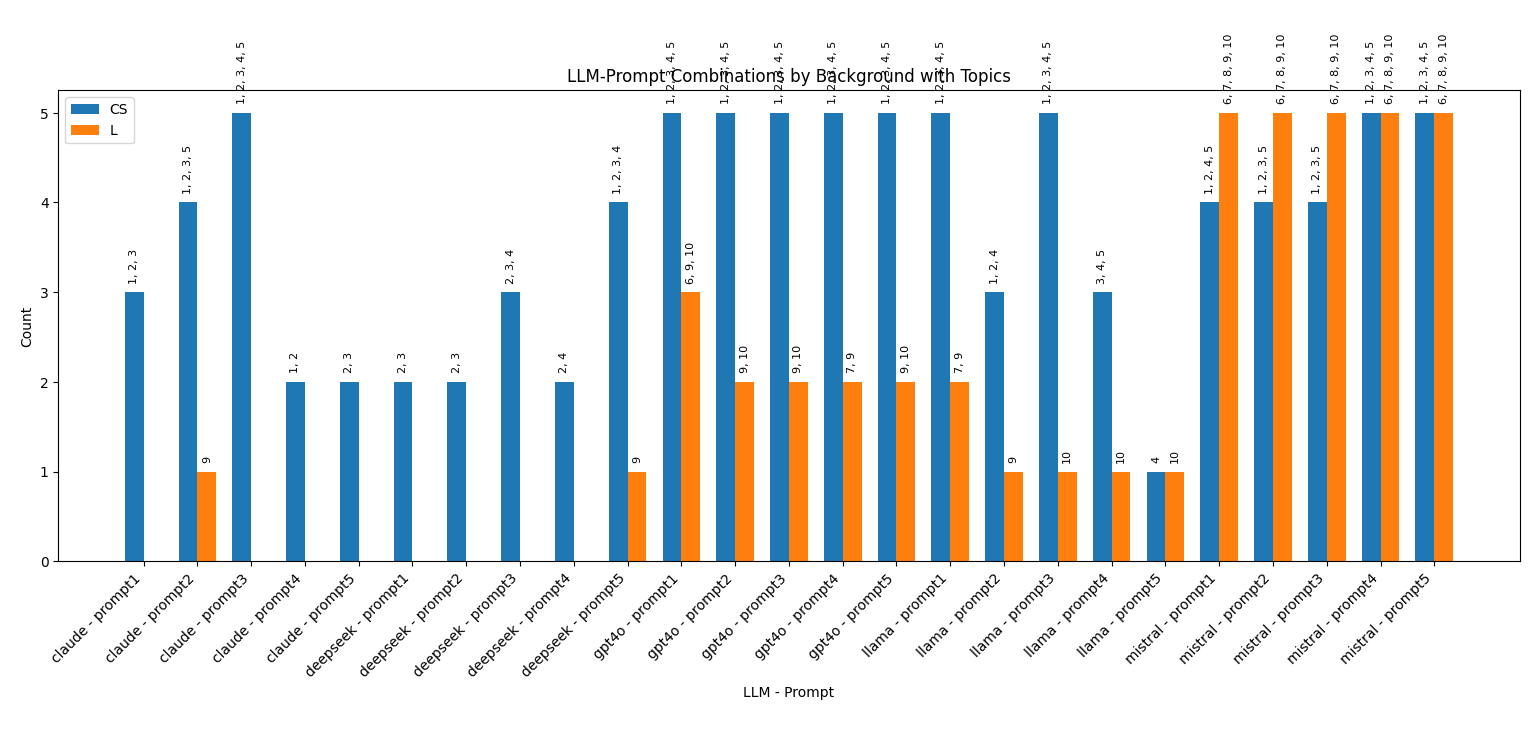 LLM-Prompt Combinations by Background with Topics
CS
L
Count
5
4
3
2
1
0
1, 2, 3
1, 2, 3, 5
9
1, 2, 3, 4, 5
1, 2
2, 3
2, 3
2, 3
2, 3, 4
2, 4
1, 2, 3, 4
9
1, 2, 3, 4, 5
6, 9, 10
1, 2, 3, 4, 5
9, 10
1, 2, 3, 4, 5
9, 10
1, 2, 3, 4, 5
7, 9
1, 2, 3, 4, 5
9, 10
1, 2, 3, 4, 5
7, 9
1, 2, 4
9
1, 2, 3, 4, 5
10
3, 4, 5
10
4
10
1, 2, 4, 5
6, 7, 8, 9, 10
1, 2, 3, 5
6, 7, 8, 9, 10
1, 2, 3, 5
6, 7, 8, 9, 10
1, 2, 3, 4, 5
6, 7, 8, 9, 10
1, 2, 3, 4, 5
6, 7, 8, 9, 10
claude - prompt1
claude - prompt2
claude - prompt3
claude - prompt4
claude - prompt5
deepseek - prompt1
deepseek - prompt2
deepseek - prompt3
deepseek - prompt4
deepseek - prompt5
gpt4o - prompt1
gpt4o - prompt2
gpt4o - prompt3
gpt4o - prompt4
gpt4o - prompt5
llama - prompt1
llama - prompt2
llama - prompt3
llama - prompt4
llama - prompt5
mistral - prompt1
mistral - prompt2
mistral - prompt3
mistral - prompt4
mistral - prompt5
LLM - Prompt